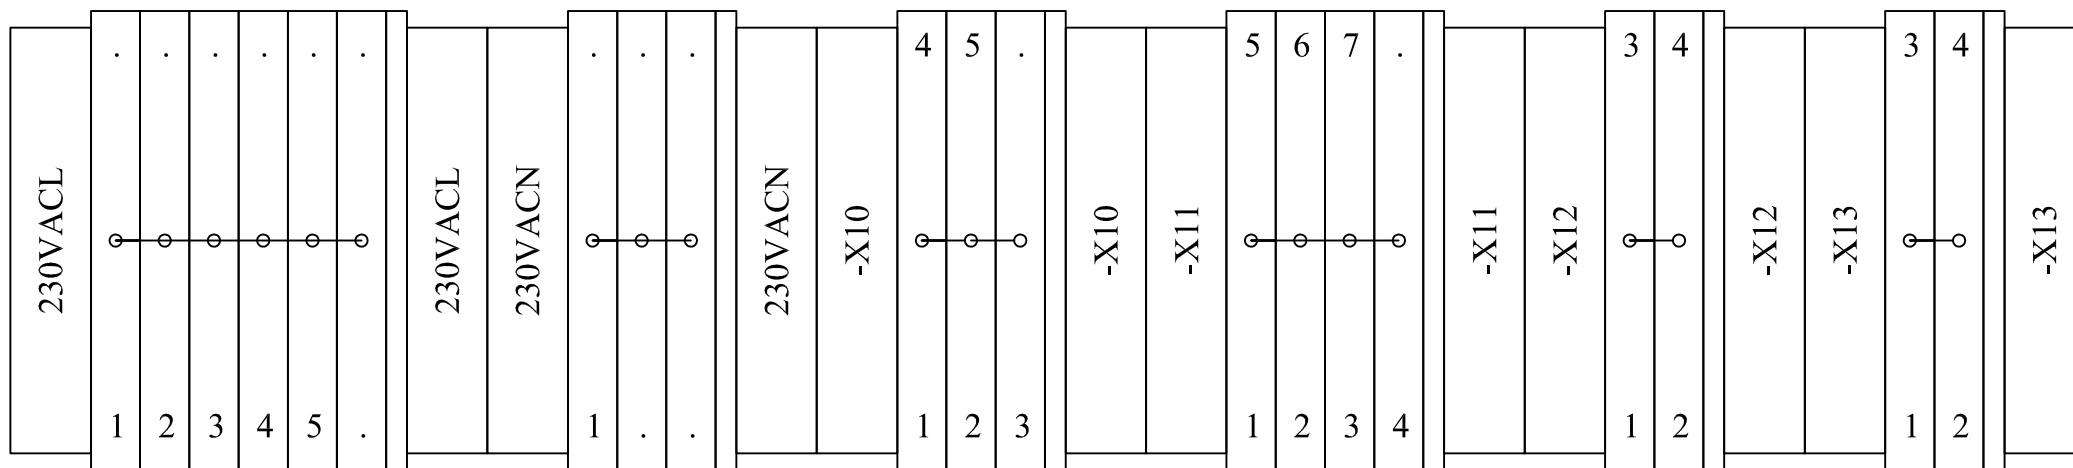 . . . . . .
. . .
4 5 .
5 6 7 .
3 4
3 4
230VACL
230VACL
230VACN
230VACN
-X10
-X10
-X11
-X11
-X12
-X12
-X13
-X13
1 2 3 4 5 .
1 . .
1 2 3
1 2 3 4
1 2
1 2